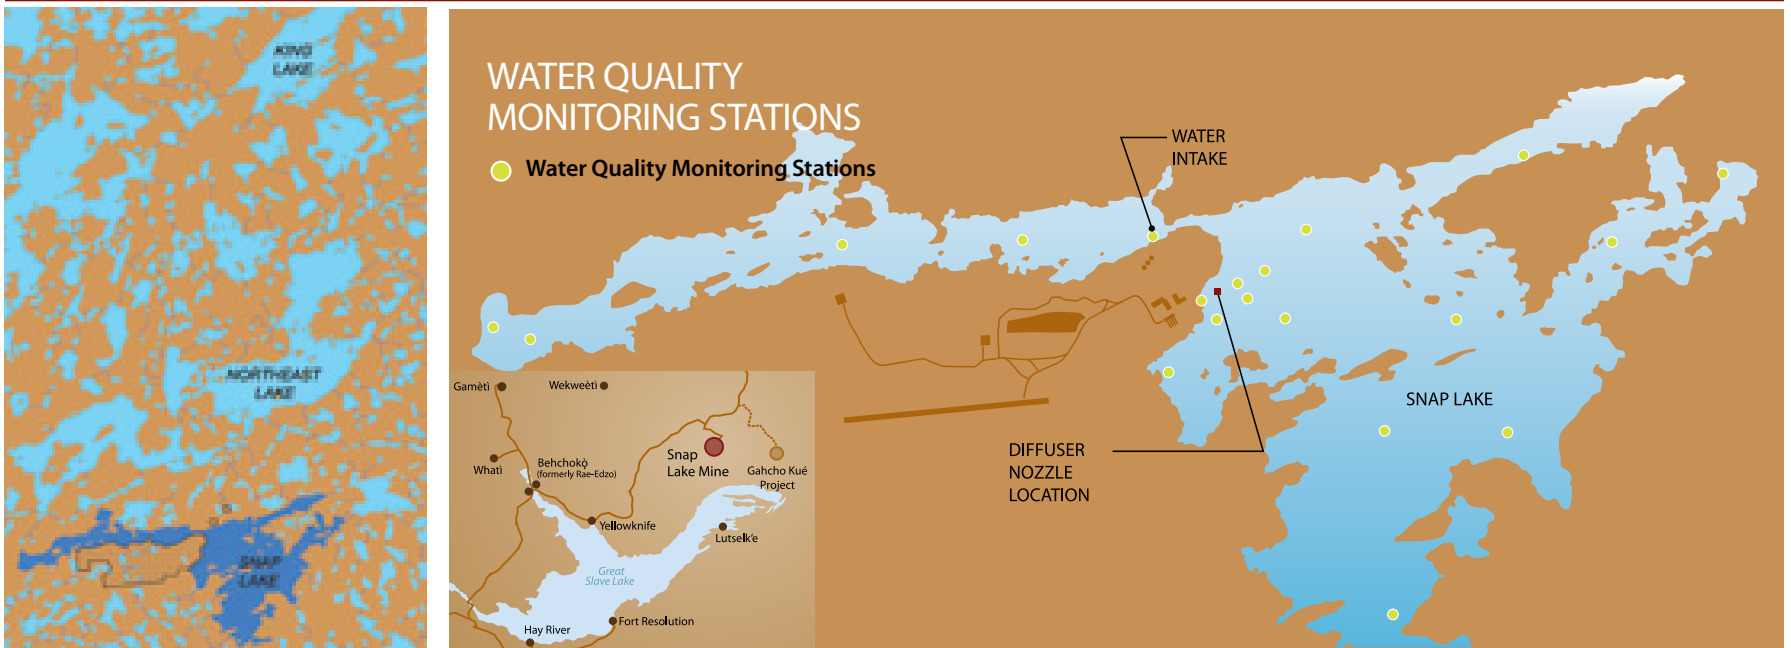 KING
LAKE
NORTHEAST
LAKE
SNAP
LAKE
WATER QUALITY
MONITORING STATIONS
Water Quality Monitoring Stations
WATER
INTAKE
SNAP LAKE
DIFFUSER
NOZZLE
LOCATION
Gamètì
Wekweètì
Whatì
Behchokǫ̀
(formerly Rae-Edzo)
Snap
Lake Mine
Gahcho Kué
Project
Yellowknife
Lutselk'e
Great
Slave Lake
Hay River
Fort Resolution